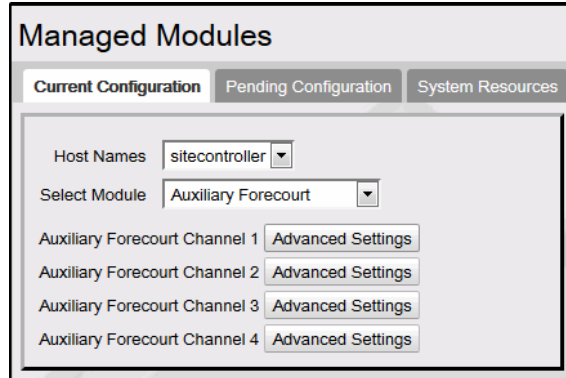 Managed Modules
Current Configuration Pending Configuration System Resources
Host Names sitecontroller
Select Module Auxiliary Forecourt
Auxiliary Forecourt Channel 1 Advanced Settings
Auxiliary Forecourt Channel 2 Advanced Settings
Auxiliary Forecourt Channel 3 Advanced Settings
Auxiliary Forecourt Channel 4 Advanced Settings